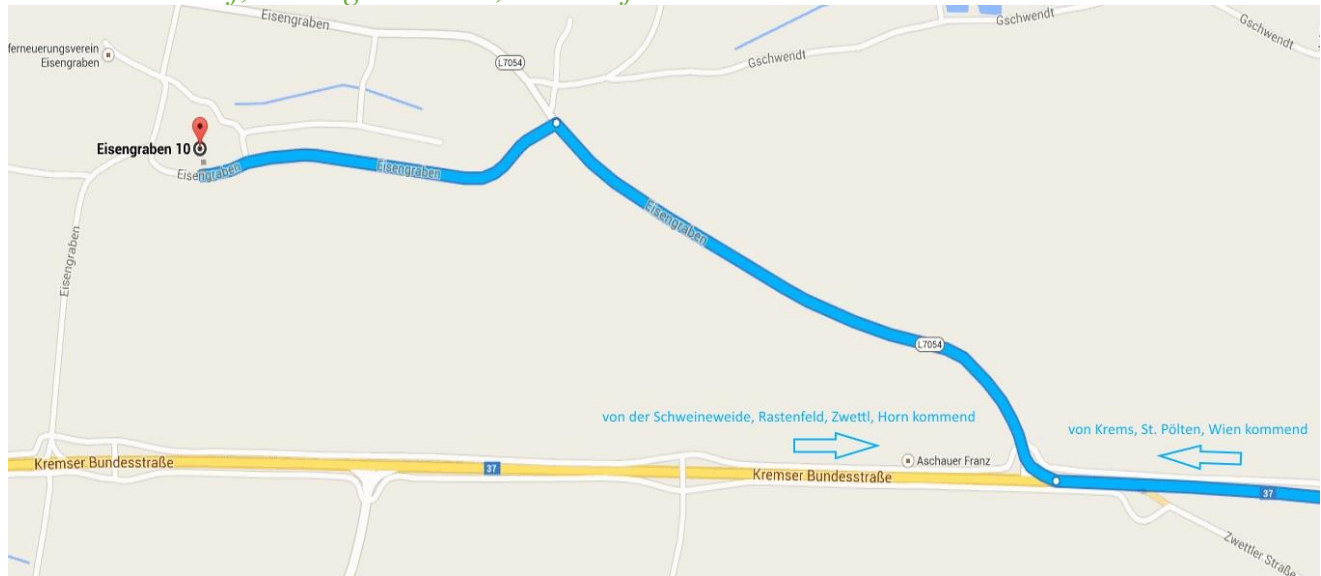 Eisengraben
Gschwendt
Gschwendt
Gschwendt
L7054
ferneuerungsverein
Eisengraben
Eisengraben 10
Eisengraben
Eisengraben
Eisengraben
Eisengraben
L7054
von der Schweineweide, Rastenfeld, Zwettl, Horn kommend
von Krems, St. Pölten, Wien kommend
Kremser Bundesstraße
37
Aschauer Franz
Kremser Bundesstraße
37
Zwettler Straße